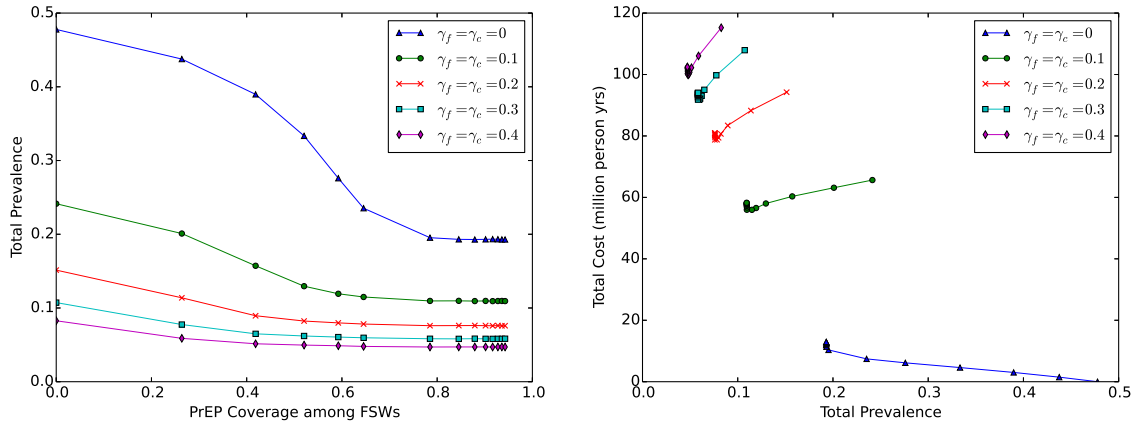 0.5
0.4
0.3
0.2
0.1
0.0
0.0 0.2 0.4 0.6 0.8 1.0
Total Prevalence
PrEP Coverage among FSWs
γf = γc = 0
γf = γc = 0.1
γf = γc = 0.2
γf = γc = 0.3
γf = γc = 0.4
120
100
80
60
40
20
0
0.0 0.1 0.2 0.3 0.4 0.5
Total Cost (million person yrs)
Total Prevalence
γf = γc = 0
γf = γc = 0.1
γf = γc = 0.2
γf = γc = 0.3
γf = γc = 0.4